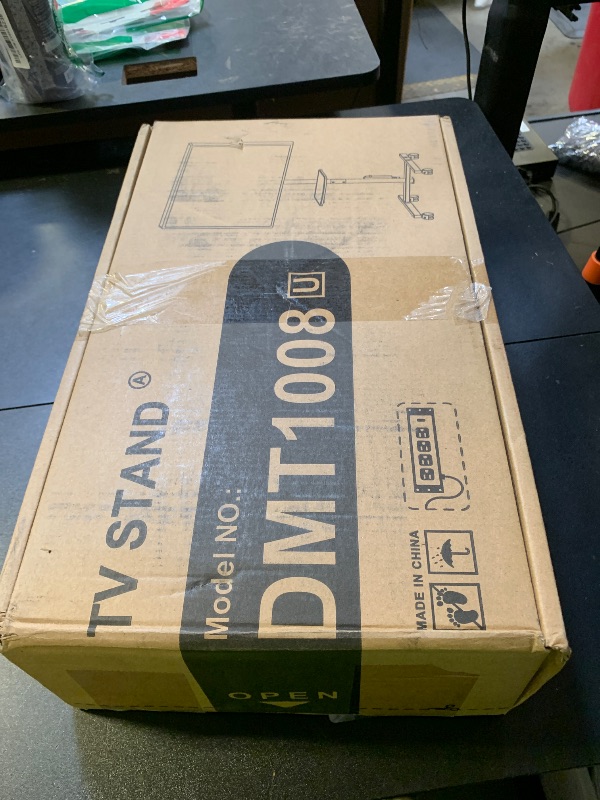 TV STAND Ⓐ
Model NO.:
DMT1008 U
MADE IN CHINA
OPEN